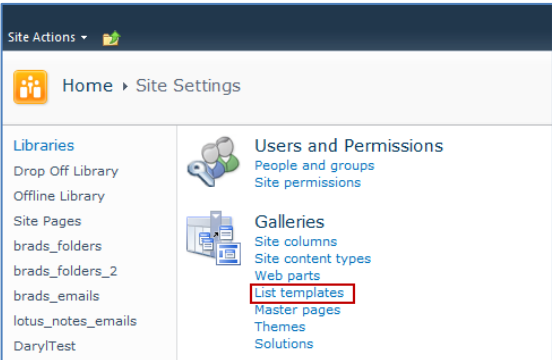 Site Actions
Home ▸ Site Settings
Libraries
Drop Off Library
Offline Library
Site Pages
brads_folders
brads_folders_2
brads_emails
lotus_notes_emails
DarylTest
Users and Permissions
People and groups
Site permissions
Galleries
Site columns
Site content types
Web parts
List templates
Master pages
Themes
Solutions